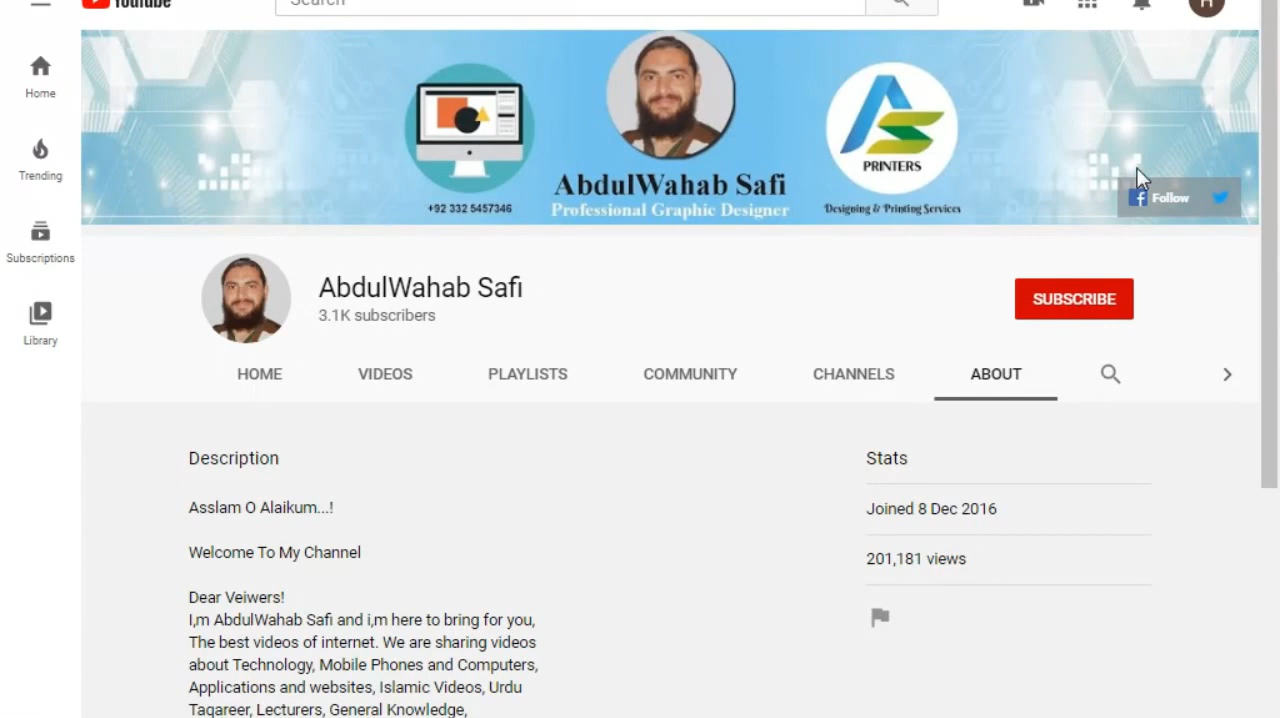 YouTube
Search
H
Home
Trending
Subscriptions
Library
PRINTERS
AbdulWahab Safi
+92 332 5457346
Professional Graphic Designer
Designing & Printing Services
Follow
AbdulWahab Safi
3.1K subscribers
SUBSCRIBE
HOME
VIDEOS
PLAYLISTS
COMMUNITY
CHANNELS
ABOUT
Description
Asslam O Alaikum...!
Welcome To My Channel
Dear Veiwers!
I,m AbdulWahab Safi and i,m here to bring for you,
The best videos of internet. We are sharing videos
about Technology, Mobile Phones and Computers,
Applications and websites, Islamic Videos, Urdu
Taqareer, Lecturers, General Knowledge,
Stats
Joined 8 Dec 2016
201,181 views